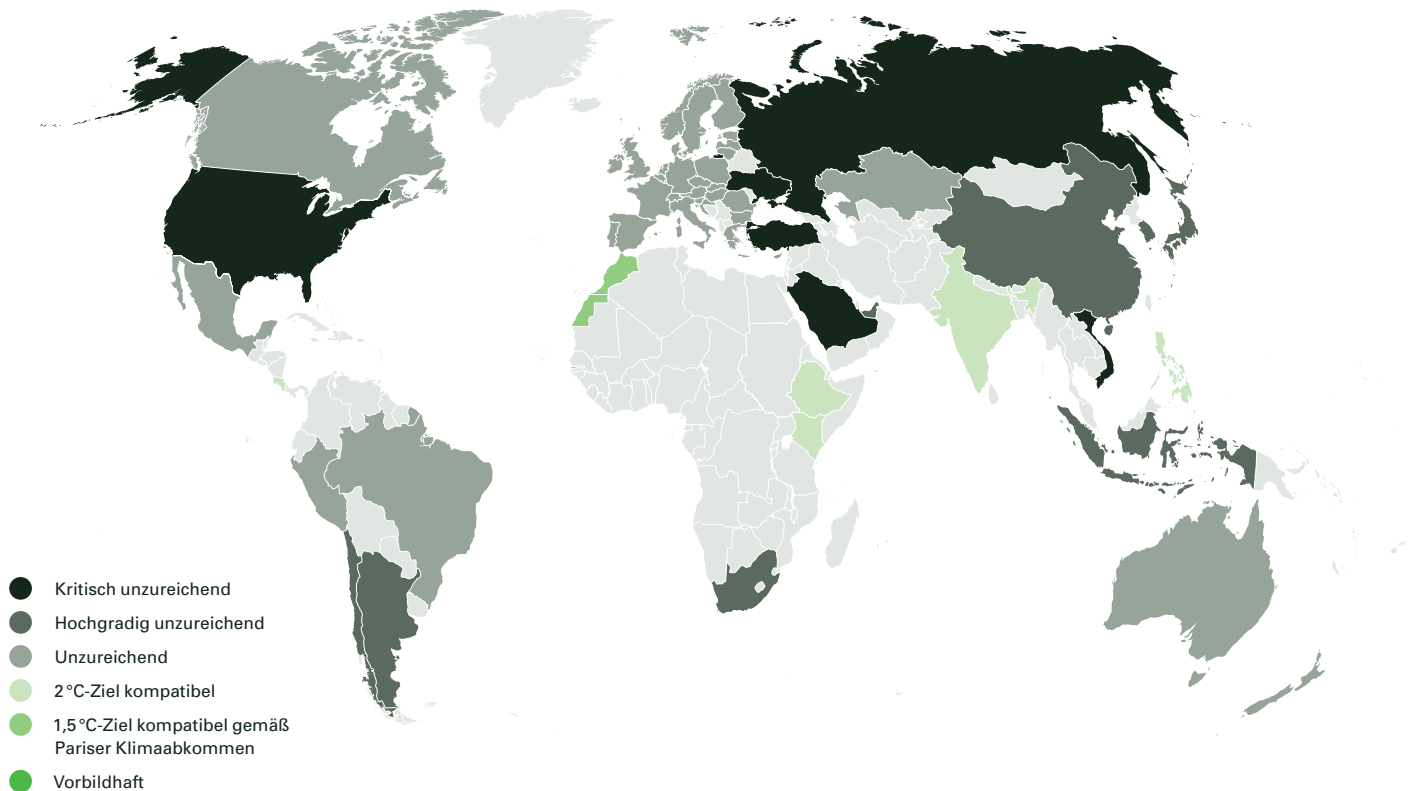 Kritisch unzureichend
Hochgradig unzureichend
Unzureichend
2 °C-Ziel kompatibel
1,5 °C-Ziel kompatibel gemäß
Pariser Klimaabkommen
Vorbildhaft